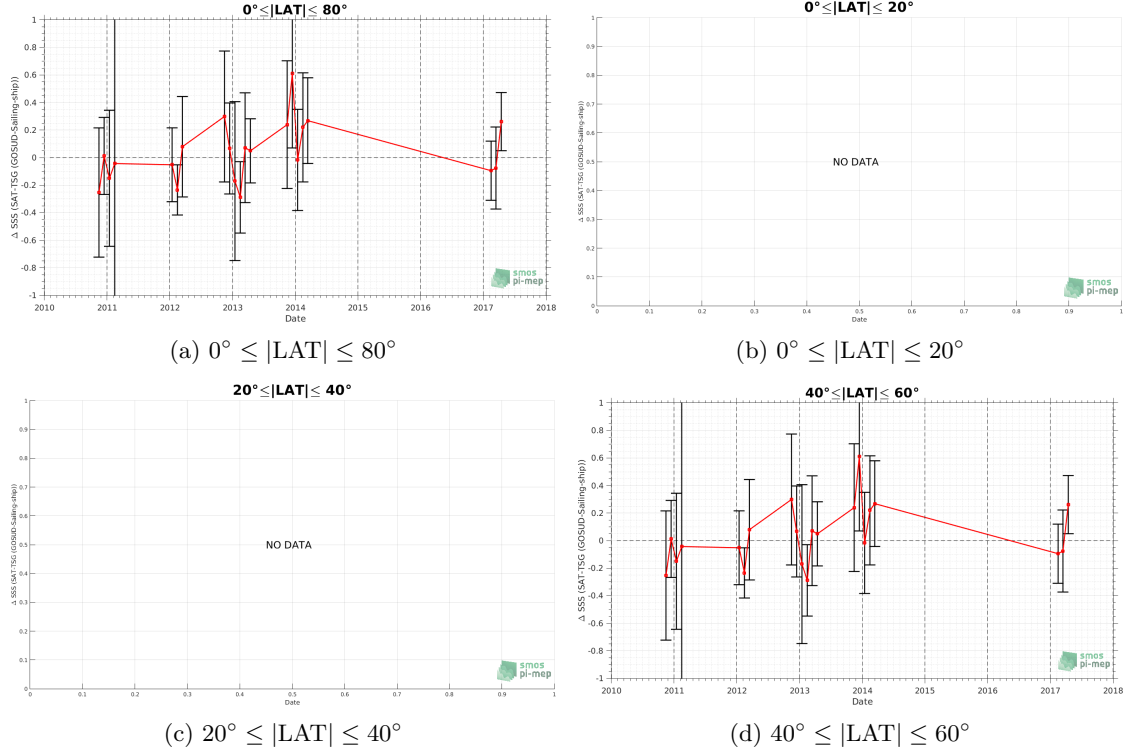 0°≤|LAT|≤ 80°
Δ SSS (SAT-TSG (GOSUD-Sailing-ship))
1
0.8
0.6
0.4
0.2
0
-0.2
-0.4
-0.6
-0.8
-1
2010 2011 2012 2013 2014 2015 2016 2017 2018
Date
smos
pi-mep
(a) 0° ≤ |LAT| ≤ 80°
0°≤|LAT|≤ 20°
Δ SSS (SAT-TSG (GOSUD-Sailing-ship))
1
0.9
0.8
0.7
0.6
0.5
0.4
0.3
0.2
0.1
0
NO DATA
0 0.1 0.2 0.3 0.4 0.5 0.6 0.7 0.8 0.9 1
Date
smos
pi-mep
(b) 0° ≤ |LAT| ≤ 20°
20°≤|LAT|≤ 40°
Δ SSS (SAT-TSG (GOSUD-Sailing-ship))
1
0.9
0.8
0.7
0.6
0.5
0.4
0.3
0.2
0.1
0
NO DATA
0 0.1 0.2 0.3 0.4 0.5 0.6 0.7 0.8 0.9 1
Date
smos
pi-mep
(c) 20° ≤ |LAT| ≤ 40°
40°≤|LAT|≤ 60°
Δ SSS (SAT-TSG (GOSUD-Sailing-ship))
1
0.8
0.6
0.4
0.2
0
-0.2
-0.4
-0.6
-0.8
-1
2010 2011 2012 2013 2014 2015 2016 2017 2018
Date
smos
pi-mep
(d) 40° ≤ |LAT| ≤ 60°